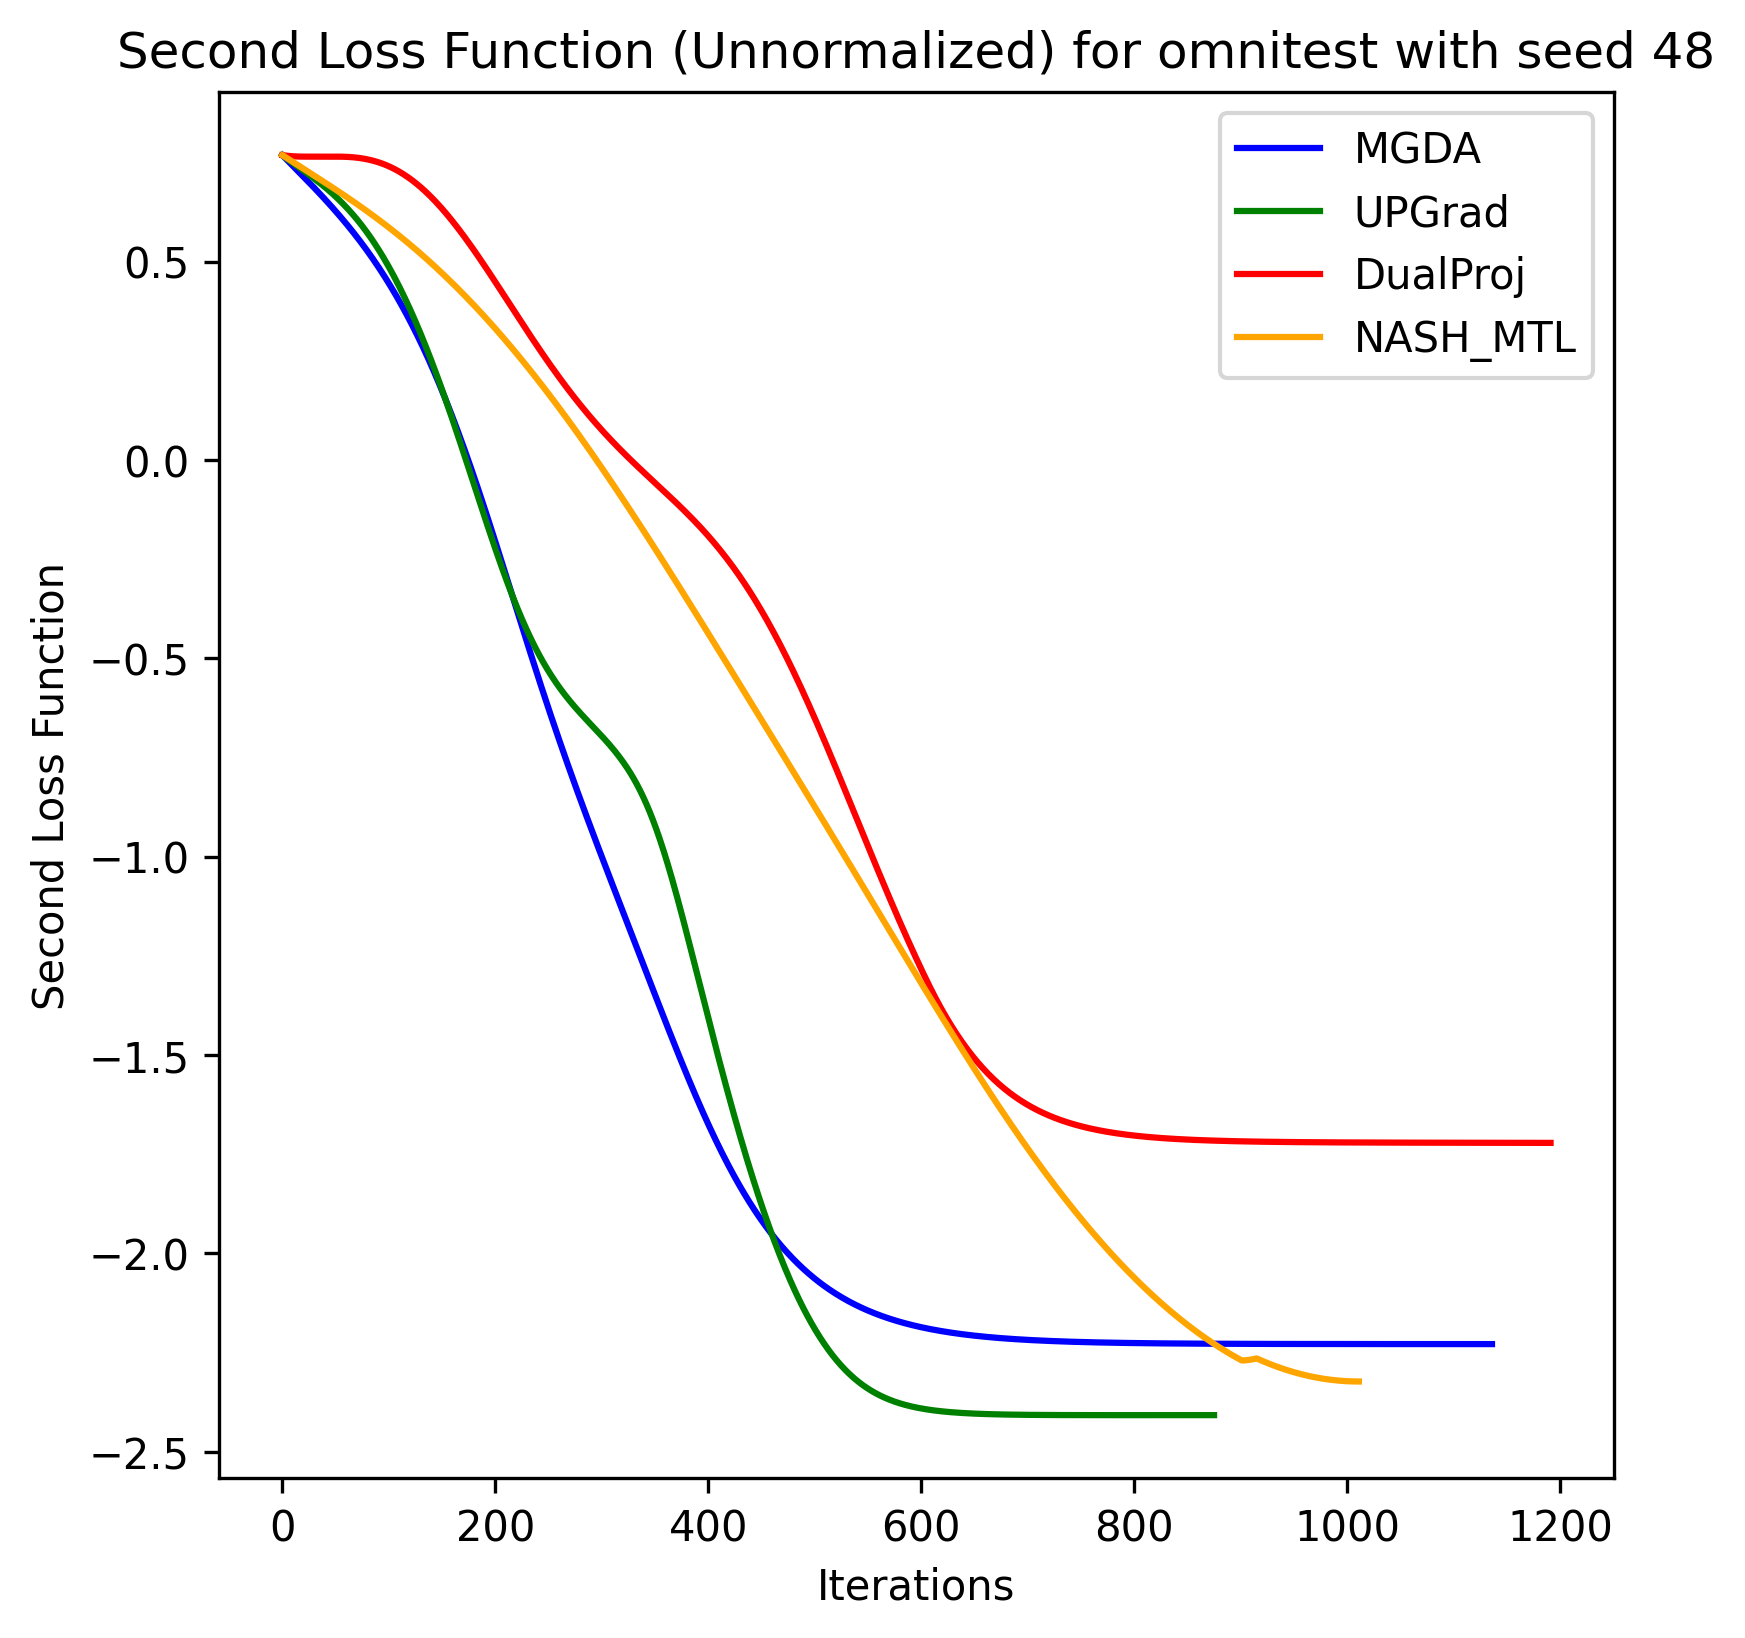 Second Loss Function (Unnormalized) for omnitest with seed 48
MGDA
UPGrad
DualProj
NASH_MTL
Second Loss Function
0.5
0.0
−0.5
−1.0
−1.5
−2.0
−2.5
0 200 400 600 800 1000 1200
Iterations